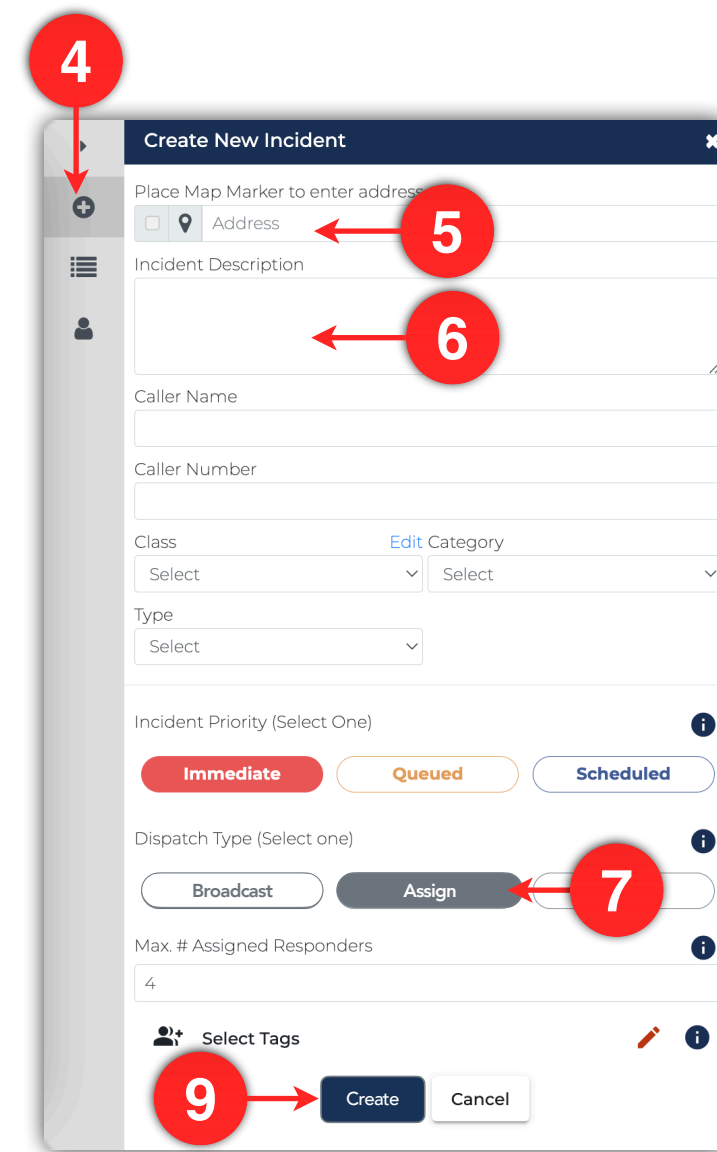 4
Create New Incident
Place Map Marker to enter address
Address
5
Incident Description
6
Caller Name
Caller Number
Class Edit Category
Select Select
Type
Select
Incident Priority (Select One)
Immediate Queued Scheduled
Dispatch Type (Select one)
Broadcast Assign 7
Max. # Assigned Responders
4
Select Tags
9 Create Cancel